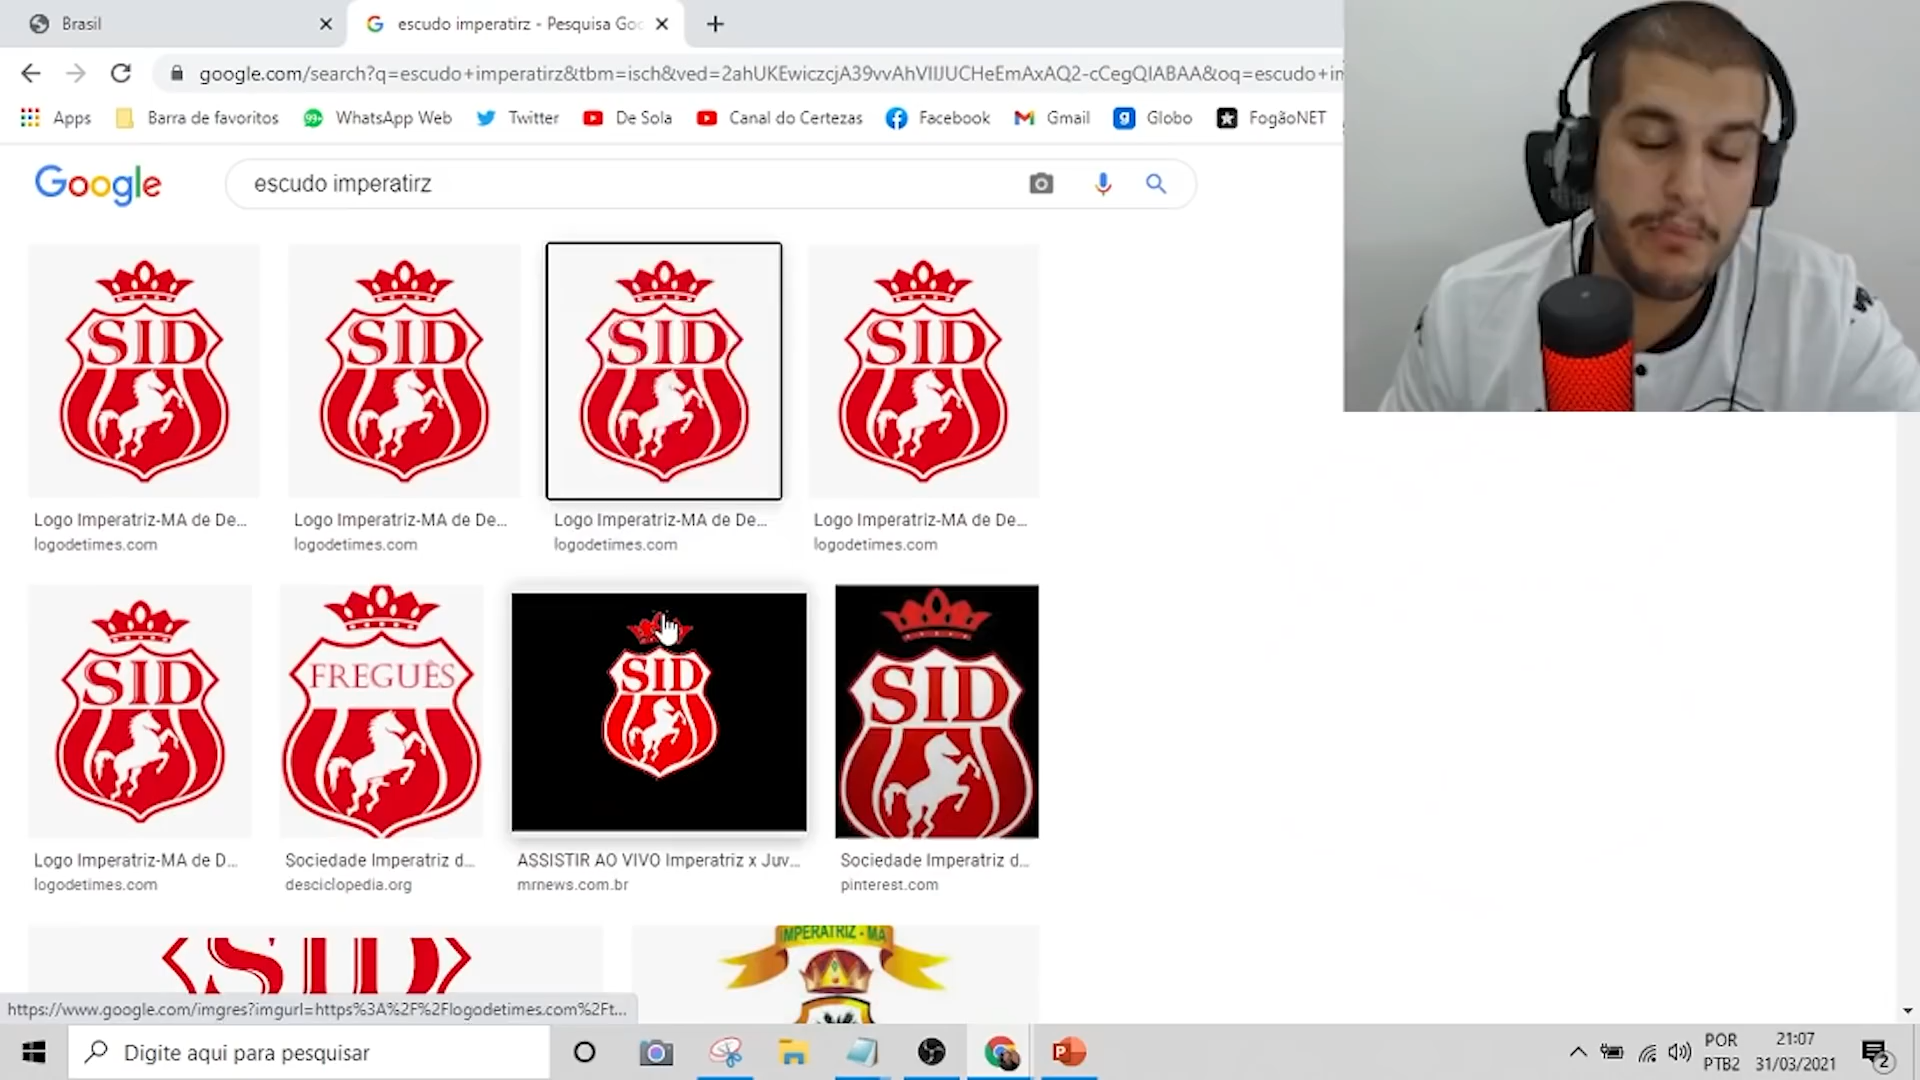 Brasil
escudo imperatirz - Pesquisa Goo
google.com/search?q=escudo+imperatirz&tbm=isch&ved=2ahUKEwiczcjA39vvAhVIIJUCHeEmAxAQ2-cCegQIABAA&oq=escudo+im
Apps Barra de favoritos 99+ WhatsApp Web Twitter De Sola Canal do Certezas Facebook Gmail g Globo FogãoNET
Google escudo imperatirz
SID SID SID SID
Logo Imperatriz-MA de De... Logo Imperatriz-MA de De... Logo Imperatriz-MA de De... Logo Imperatriz-MA de De...
logodetimes.com logodetimes.com logodetimes.com logodetimes.com
SID FREGUÊS SID SID
Logo Imperatriz-MA de D... Sociedade Imperatriz d... ASSISTIR AO VIVO Imperatriz x Juv... Sociedade Imperatriz d...
logodetimes.com desciclopedia.org mrnews.com.br pinterest.com
SID IMPERATRIZ - MA
https://www.google.com/imgres?imgurl=https%3A%2F%2Flogodetimes.com%2Ft...
Digite aqui para pesquisar
POR 21:07
PTB2 31/03/2021 2